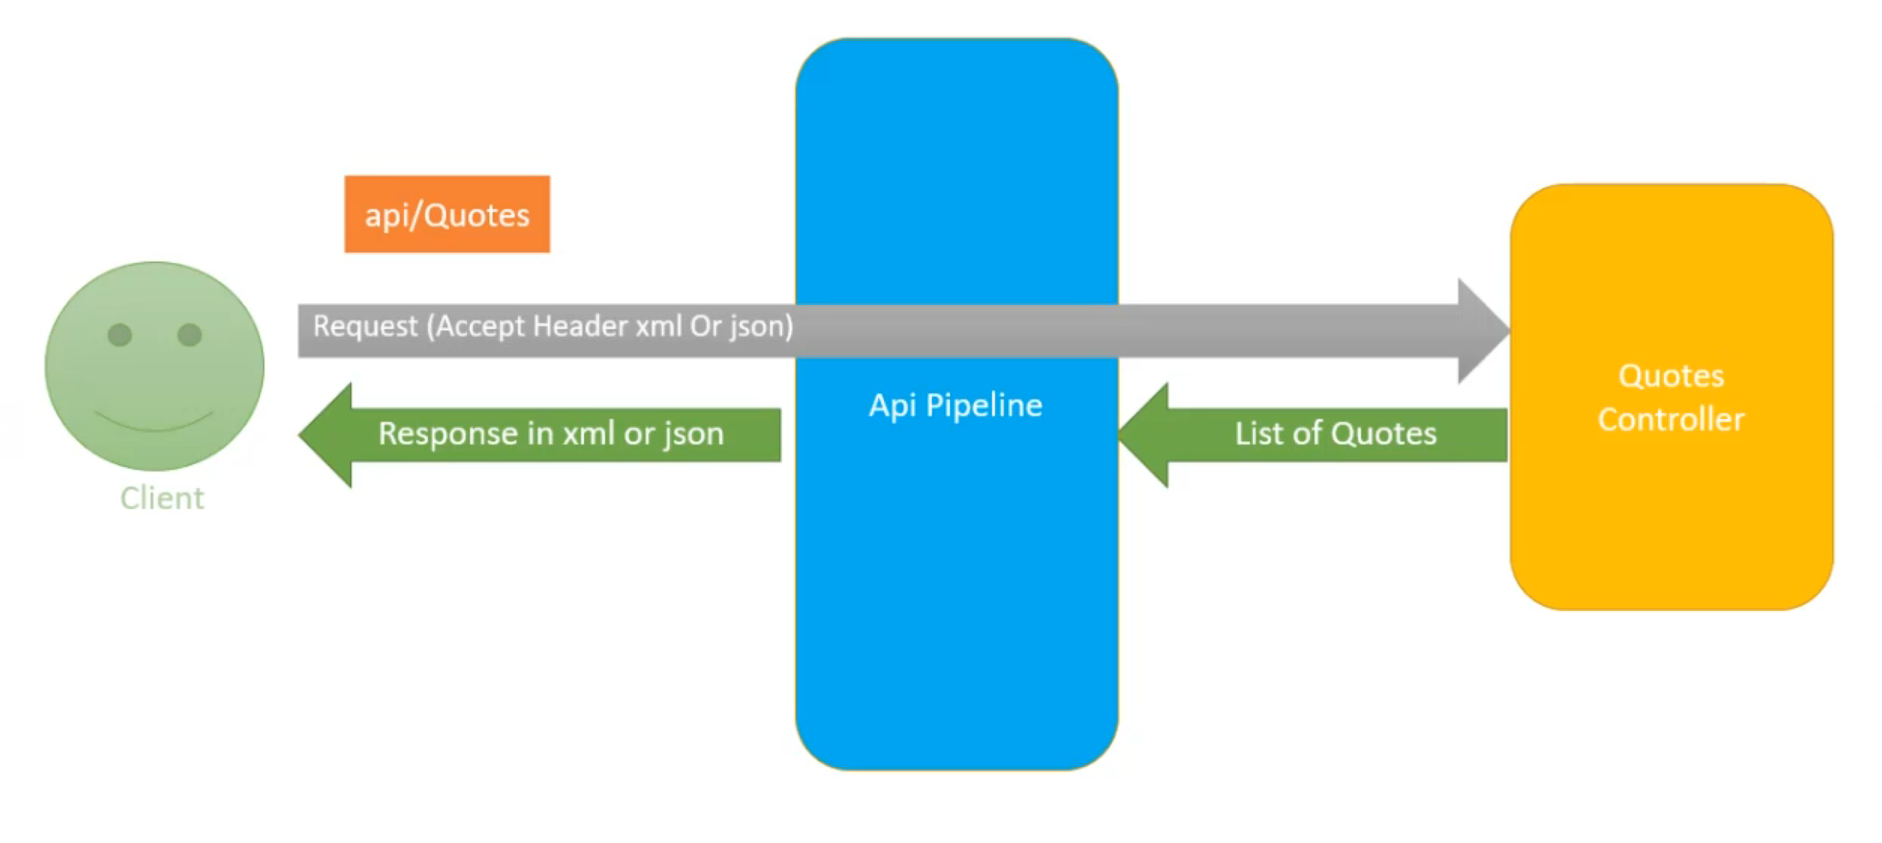 api/Quotes
Request (Accept Header xml Or json)
Response in xml or json
Client
Api Pipeline
List of Quotes
Quotes
Controller